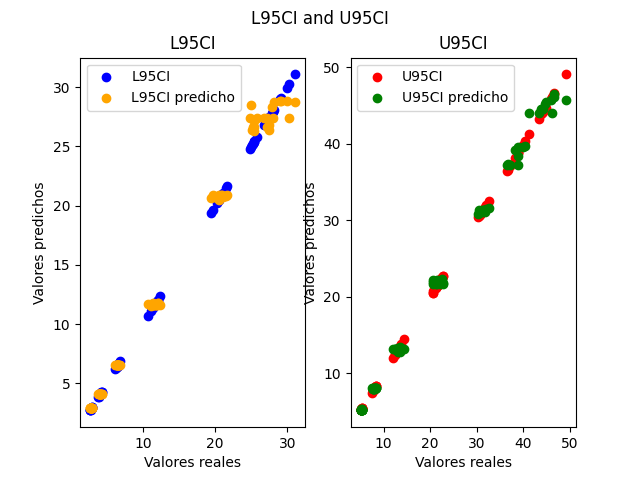 L95CI and U95CI
L95CI
L95CI
L95CI predicho
Valores predichos
30
25
20
15
10
5
10
20
30
Valores reales
U95CI
U95CI
U95CI predicho
Valores predichos
50
40
30
20
10
10
20
30
40
50
Valores reales